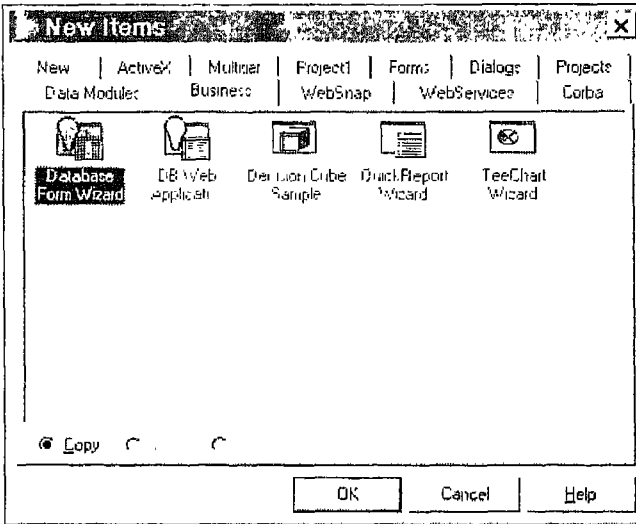 New Items
New ActiveX Multitier Project1 Forms Dialogs Projects
Data Modules Business WebSnap WebServices Corba
Database DB Web Decision Cube QuickReport TeeChart
Form Wizard Applicati Sample Wizard Wizard
Copy
OK Cancel Help